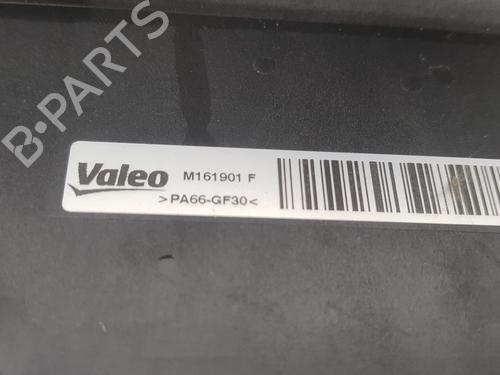 B-PARTS
Valeo M161901 F
>PA66-GF30<